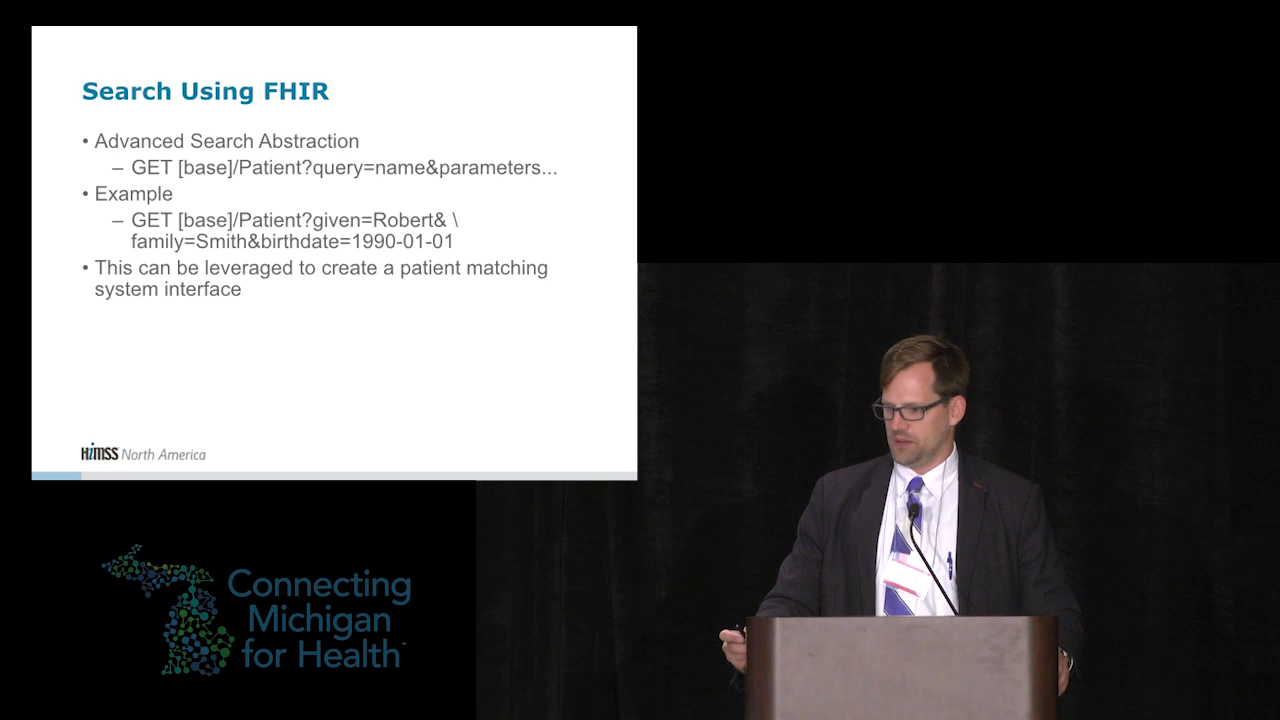 Search Using FHIR
• Advanced Search Abstraction
– GET [base]/Patient?query=name&parameters...
• Example
– GET [base]/Patient?given=Robert& \
family=Smith&birthdate=1990-01-01
• This can be leveraged to create a patient matching
system interface
HiMSS North America
Connecting
Michigan
for Health™